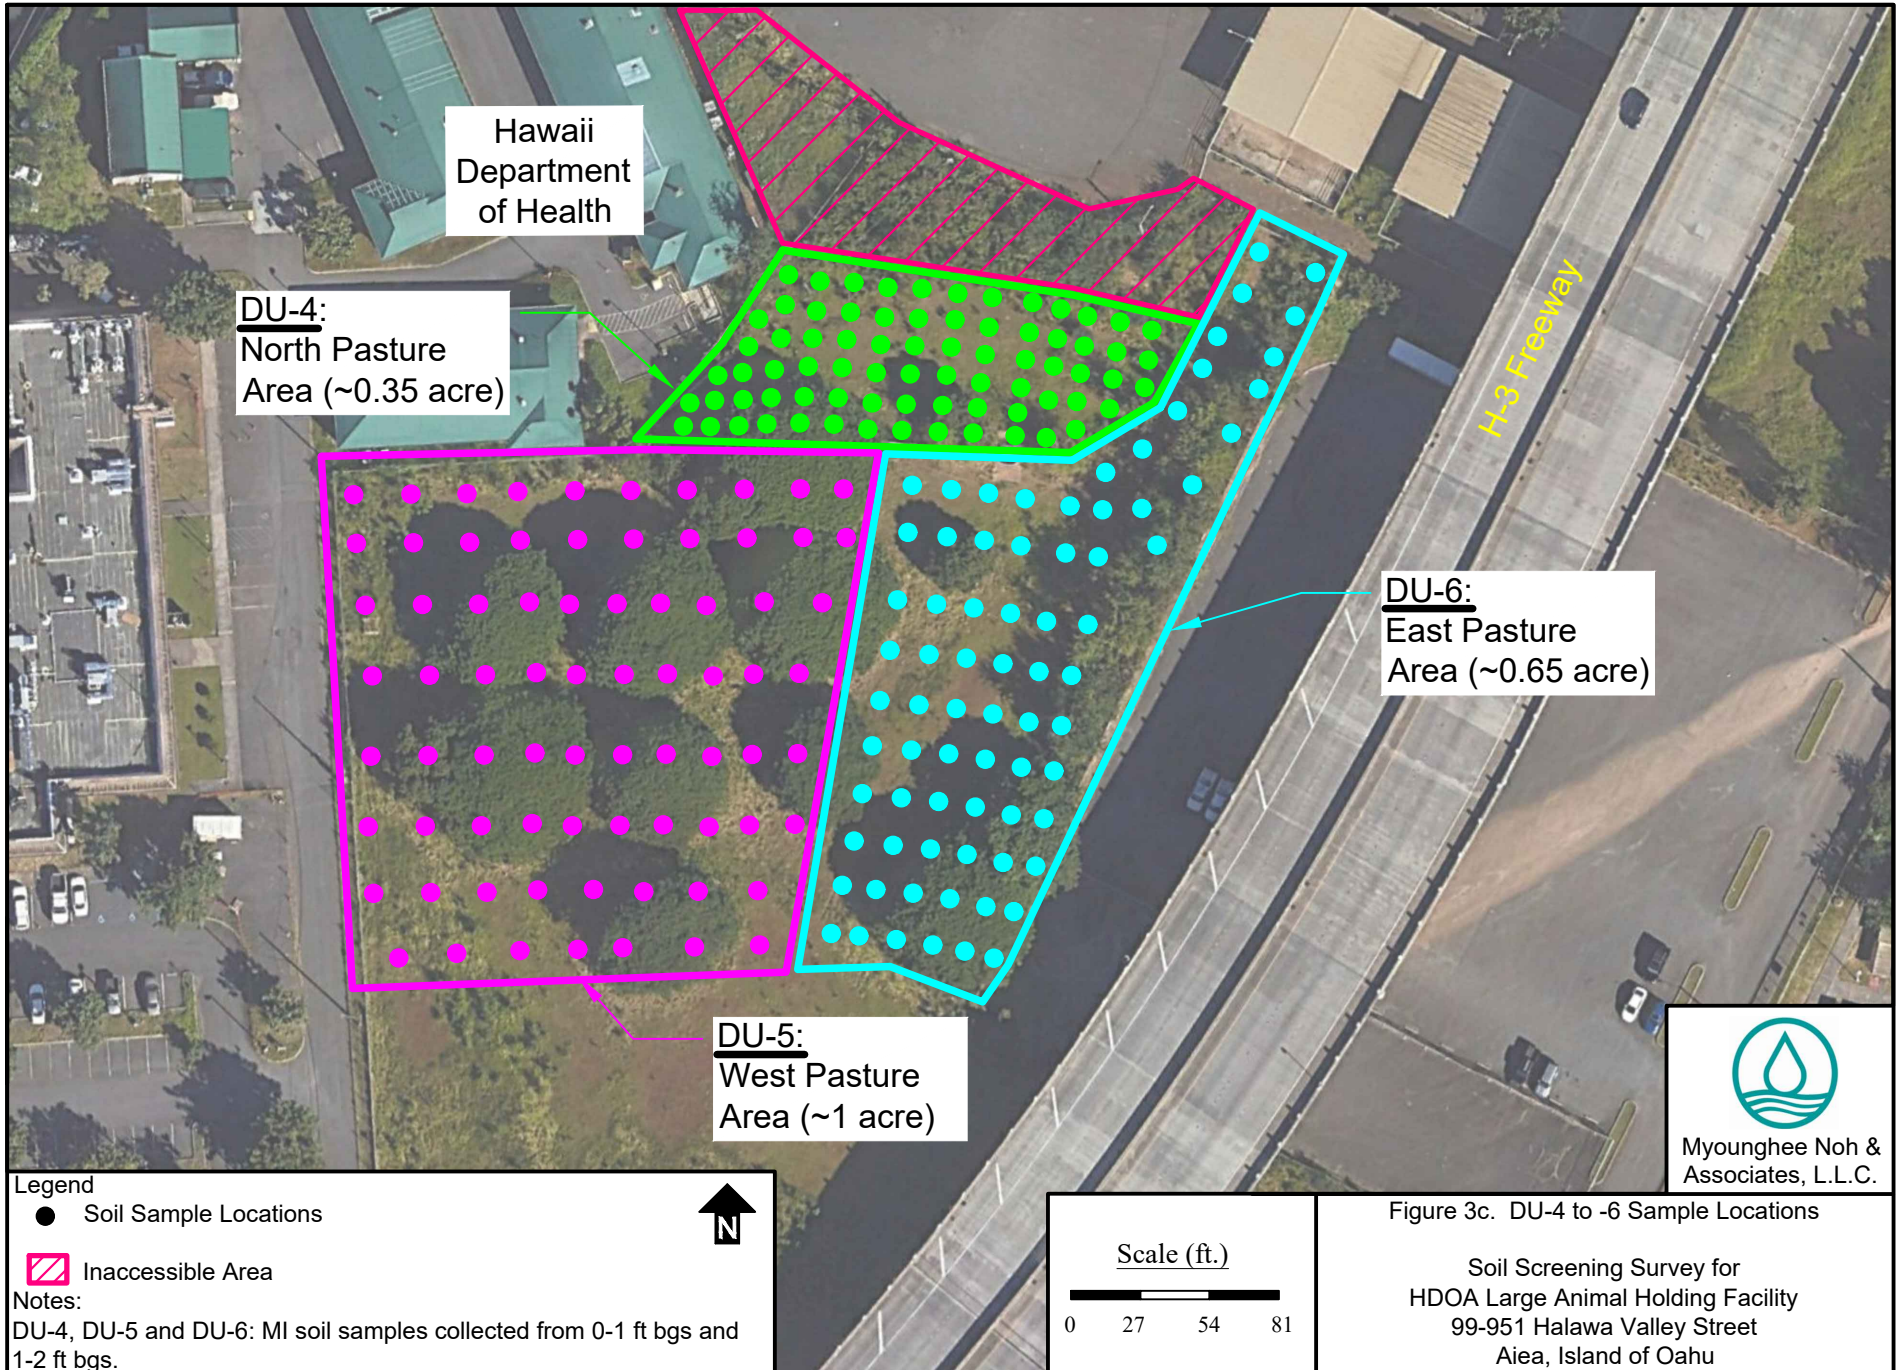 Hawaii
Department
of Health
DU-4:
North Pasture
Area (~0.35 acre)
H-3 Freeway
DU-6:
East Pasture
Area (~0.65 acre)
DU-5:
West Pasture
Area (~1 acre)
Myounghee Noh &
Associates, L.L.C.
Legend
Soil Sample Locations
N
Inaccessible Area
Notes:
DU-4, DU-5 and DU-6: MI soil samples collected from 0-1 ft bgs and
1-2 ft bgs.
Scale (ft.)
0 27 54 81
Figure 3c. DU-4 to -6 Sample Locations
Soil Screening Survey for
HDOA Large Animal Holding Facility
99-951 Halawa Valley Street
Aiea, Island of Oahu